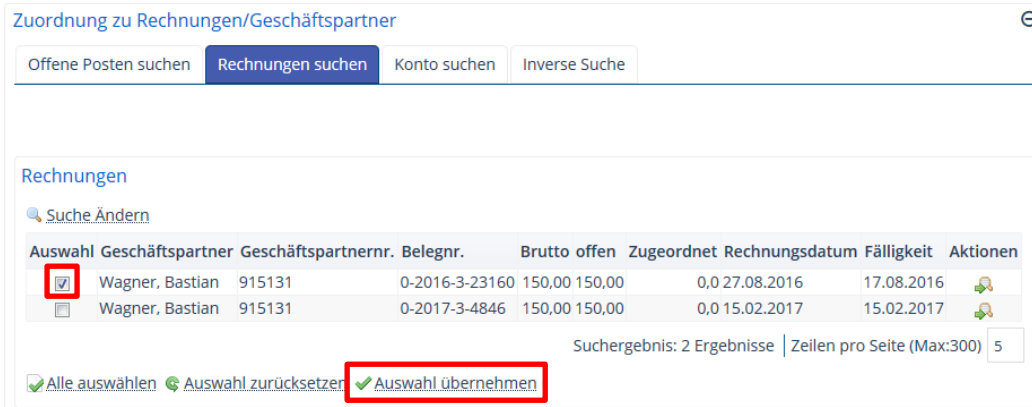 Zuordnung zu Rechnungen/Geschäftspartner
Offene Posten suchen Rechnungen suchen Konto suchen Inverse Suche
Rechnungen
Suche Ändern
Auswahl Geschäftspartner Geschäftspartnernr. Belegnr. Brutto offen Zugeordnet Rechnungsdatum Fälligkeit Aktionen
Wagner, Bastian 915131 0-2016-3-23160 150,00 150,00 0,0 27.08.2016 17.08.2016
Wagner, Bastian 915131 0-2017-3-4846 150,00 150,00 0,0 15.02.2017 15.02.2017
Suchergebnis: 2 Ergebnisse | Zeilen pro Seite (Max:300) 5
Alle auswählen Auswahl zurücksetzen Auswahl übernehmen